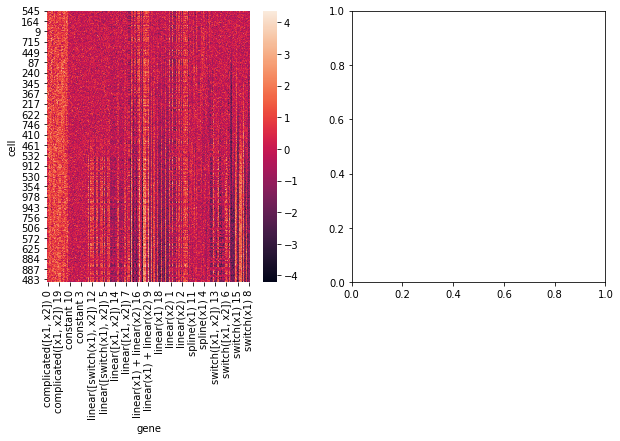 545
164
9
715
449
87
240
345
367
217
622
746
410
461
532
912
530
354
978
943
756
506
572
625
884
887
483
cell
complicated([x1, x2]) 0
complicated([x1, x2]) 19
constant 10
constant 3
linear([switch(x1), x2]) 12
linear([switch(x1), x2]) 5
linear([x1, x2]) 14
linear([x1, x2]) 7
linear(x1) + linear(x2) 16
linear(x1) + linear(x2) 9
linear(x1) 18
linear(x2) 1
linear(x2) 2
spline(x1) 11
spline(x1) 4
switch([x1, x2]) 13
switch([x1, x2]) 6
switch(x1) 15
switch(x1) 8
gene
4
3
2
1
0
−1
−2
−3
−4
1.0
0.8
0.6
0.4
0.2
0.0
0.0 0.2 0.4 0.6 0.8 1.0